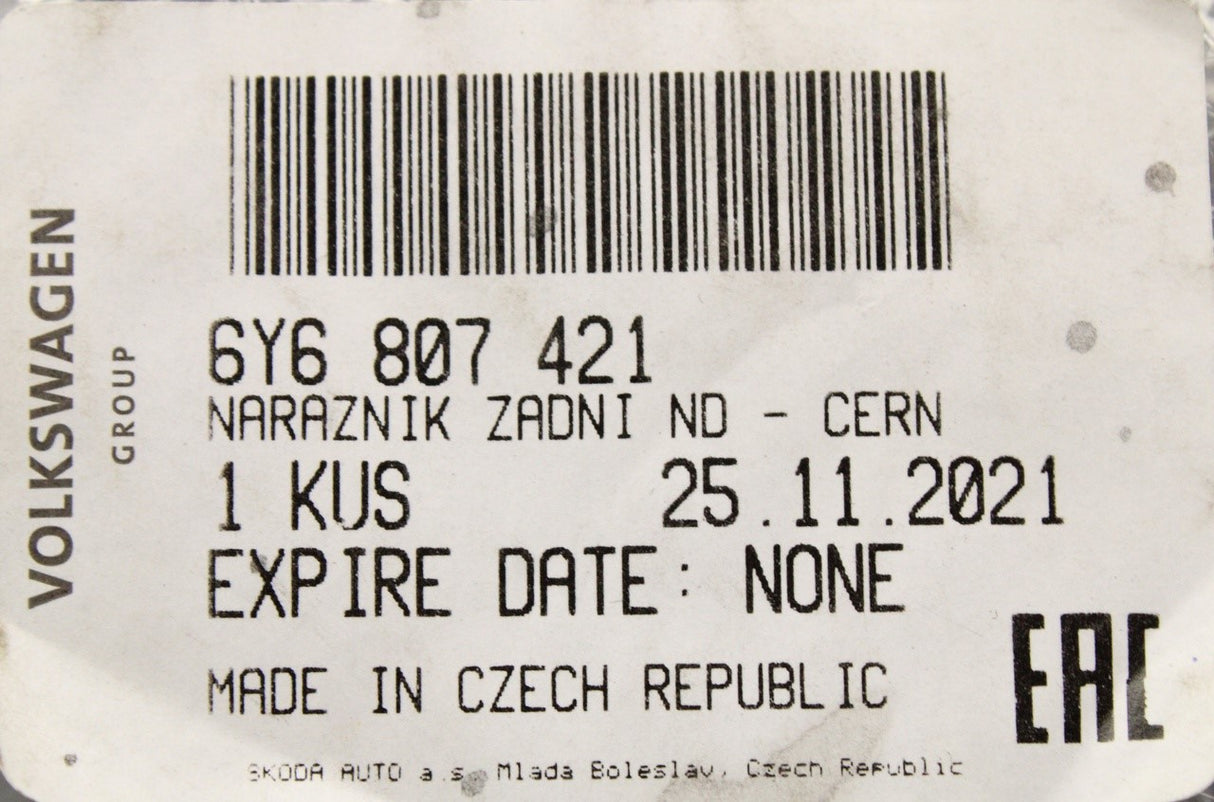 VOLKSWAGEN
GROUP
6Y6 807 421
NARAZNIK ZADNI ND - CERN
1 KUS 25.11.2021
EXPIRE DATE: NONE
MADE IN CZECH REPUBLIC
EAC
SKODA AUTO a.s. Mlada Boleslav, Czech Republic